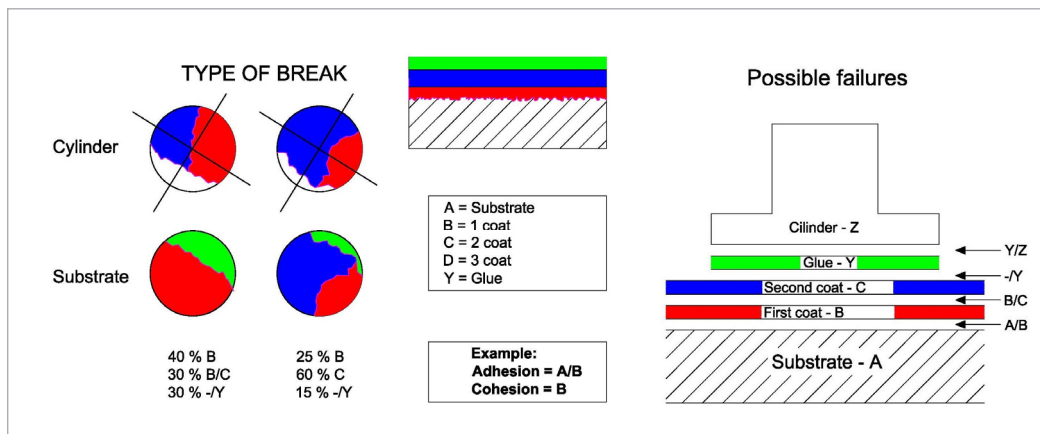 TYPE OF BREAK
Cylinder
Substrate
40 % B
30 % B/C
30 % -/Y
25 % B
60 % C
15 % -/Y
A = Substrate
B = 1 coat
C = 2 coat
D = 3 coat
Y = Glue
Example:
Adhesion = A/B
Cohesion = B
Possible failures
Cilinder - Z
Y/Z
Glue - Y
-/Y
Second coat - C
B/C
First coat - B
A/B
Substrate - A